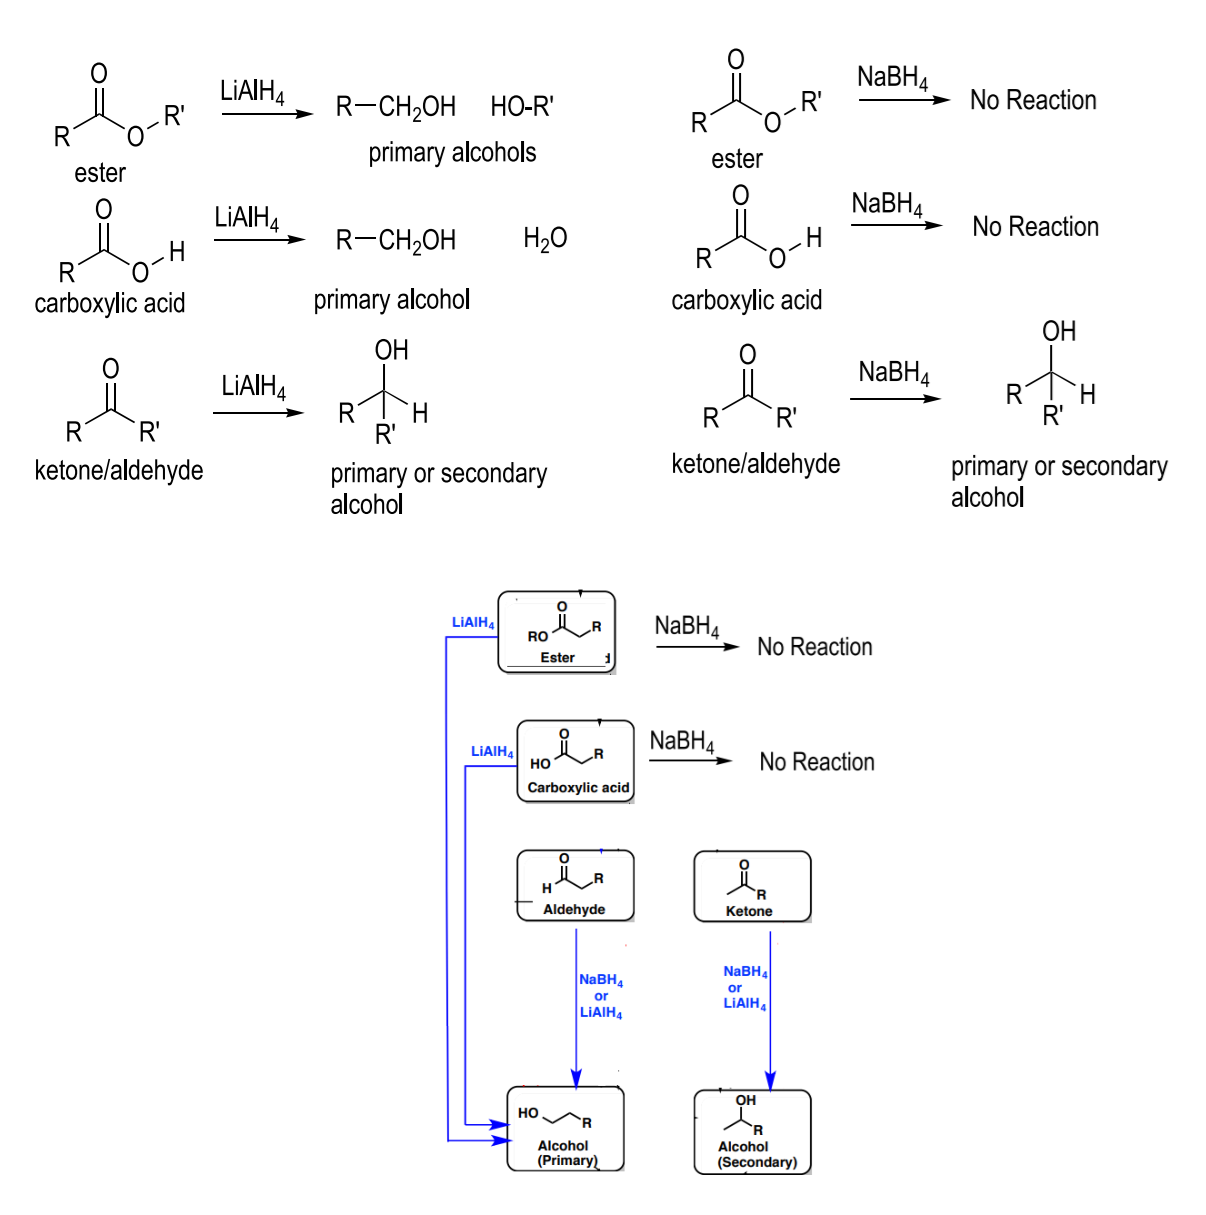 O
R
O
R'
ester
LiAlH4
R—CH2OH HO-R'
primary alcohols
O
R
O
R'
ester
NaBH4
No Reaction
O
R
O
H
carboxylic acid
LiAlH4
R—CH2OH H2O
primary alcohol
O
R
O
H
carboxylic acid
NaBH4
No Reaction
O
R R'
ketone/aldehyde
LiAlH4
OH
R H
R'
primary or secondary
alcohol
O
R R'
ketone/aldehyde
NaBH4
OH
R H
R'
primary or secondary
alcohol
LiAlH4
O
RO R
Ester
NaBH4
No Reaction
LiAlH4
O
HO R
Carboxylic acid
NaBH4
No Reaction
O
H R
Aldehyde
O
R
Ketone
NaBH4
or
LiAlH4
NaBH4
or
LiAlH4
HO R
Alcohol
(Primary)
OH
R
Alcohol
(Secondary)